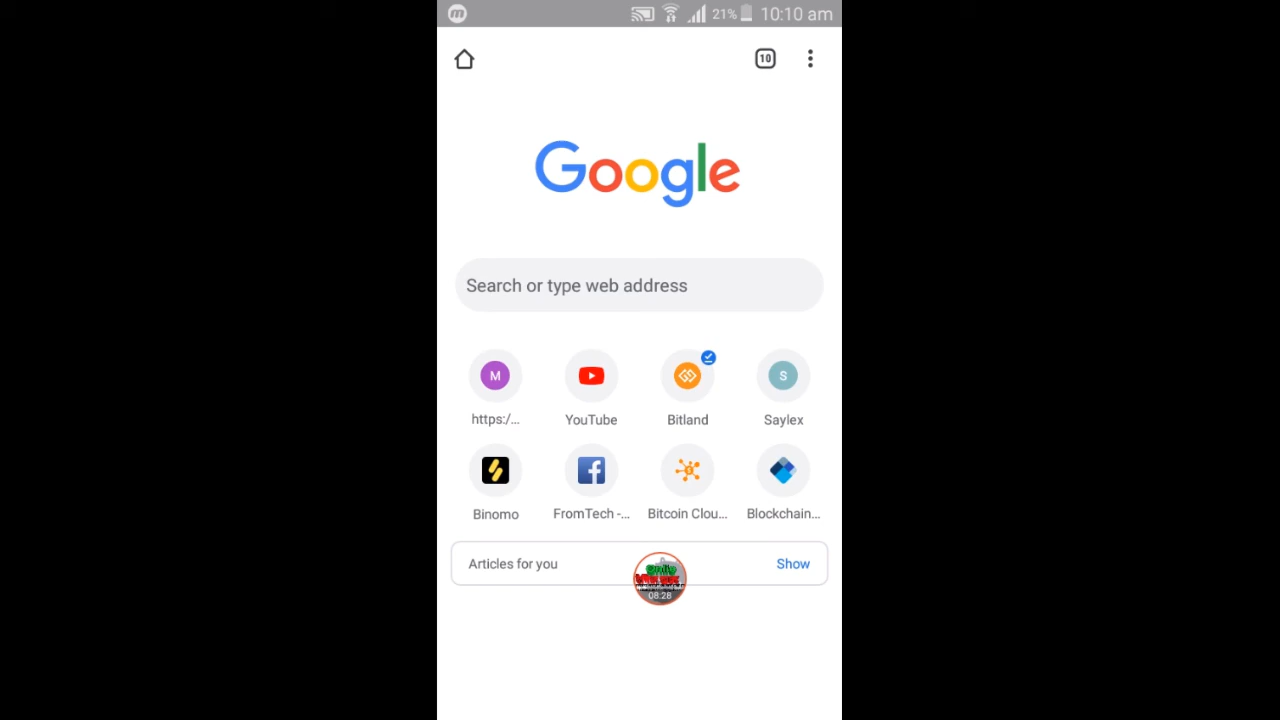 m 21% 10:10 am
10
Google
Search or type web address
M S
https:/... YouTube Bitland Saylex
f
Binomo FromTech -... Bitcoin Clou... Blockchain...
Articles for you Show
08:28